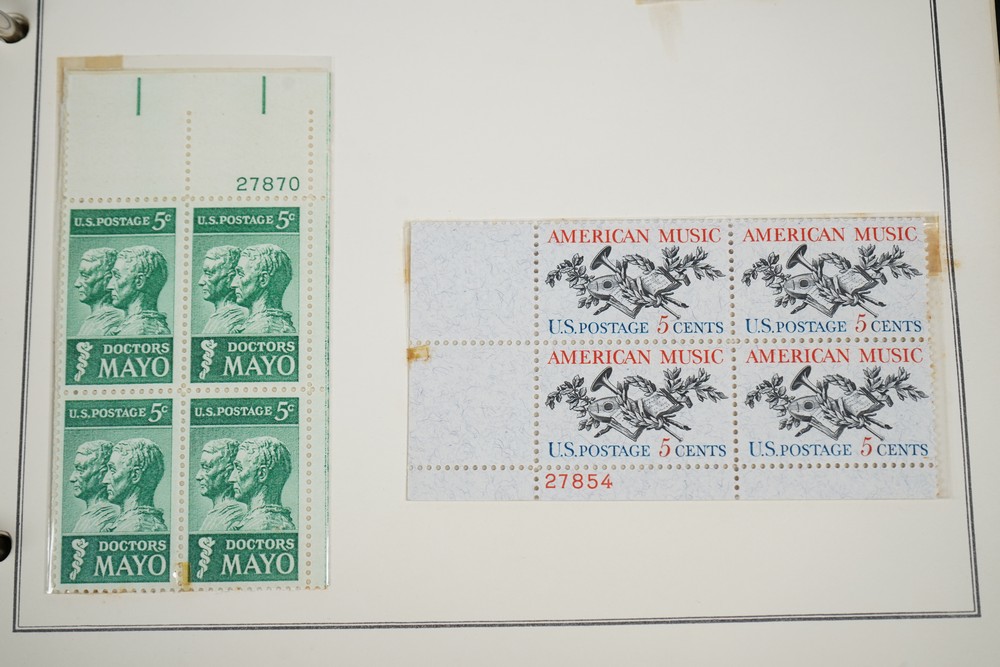 27870
U.S. POSTAGE 5c
DOCTORS
MAYO
U.S. POSTAGE 5c
DOCTORS
MAYO
U.S. POSTAGE 5c
DOCTORS
MAYO
U.S. POSTAGE 5c
DOCTORS
MAYO
AMERICAN MUSIC
U.S. POSTAGE 5 CENTS
AMERICAN MUSIC
U.S. POSTAGE 5 CENTS
AMERICAN MUSIC
U.S. POSTAGE 5 CENTS
AMERICAN MUSIC
U.S. POSTAGE 5 CENTS
27854